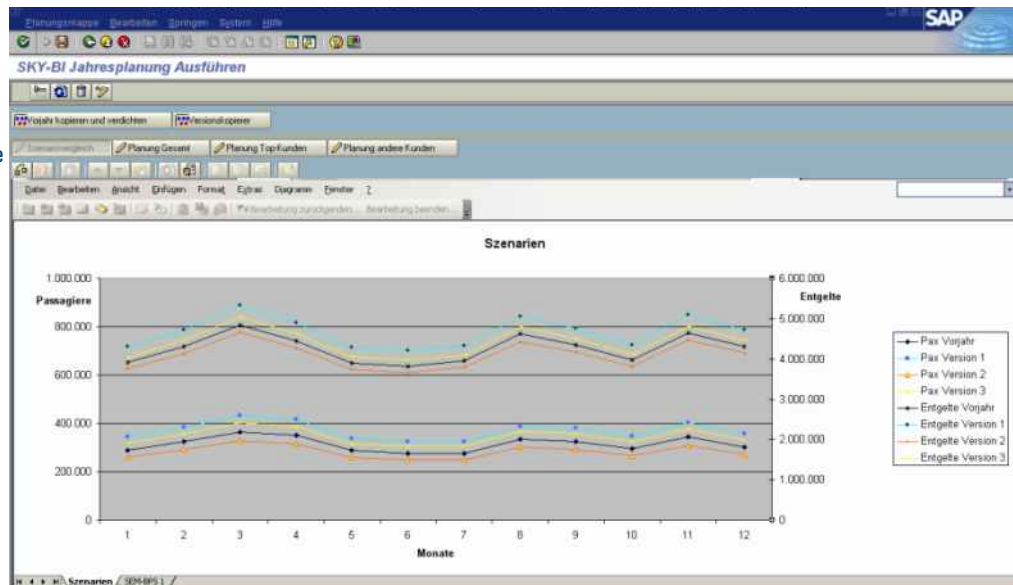 Planungsmappe Bearbeiten Springen System Hilfe
SAP
SKY-BI Jahresplanung Ausführen
Vorjahr kopieren und verdichten Versionskopierer
e
Szenarienvergleich Planung Gesamt Planung Top-Kunden Planung andere Kunden
Datei Bearbeiten Ansicht Einfügen Format Extras Diagramm Fenster ?
Bearbeitung zurücksenden... Bearbeitung beenden...
Szenarien
1.000.000 6.000.000
Passagiere Entgelte
800.000 5.000.000
600.000 4.000.000
400.000 3.000.000
200.000 2.000.000
0 1.000.000
0
1 2 3 4 5 6 7 8 9 10 11 12
Monate
Pax Vorjahr
Pax Version 1
Pax Version 2
Pax Version 3
Entgelte Vorjahr
Entgelte Version 1
Entgelte Version 2
Entgelte Version 3
Szenarien SEM-BPS1